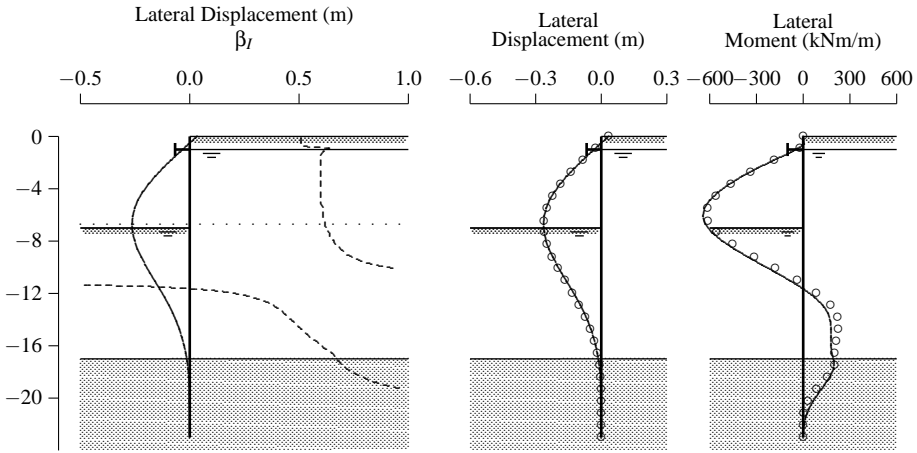 Lateral Displacement (m)
β_I
−0.5 0.0 0.5 1.0
Lateral
Displacement (m)
−0.6 −0.3 0.0 0.3
Lateral
Moment (kNm/m)
−600 −300 0 300 600
0
−4
−8
−12
−16
−20